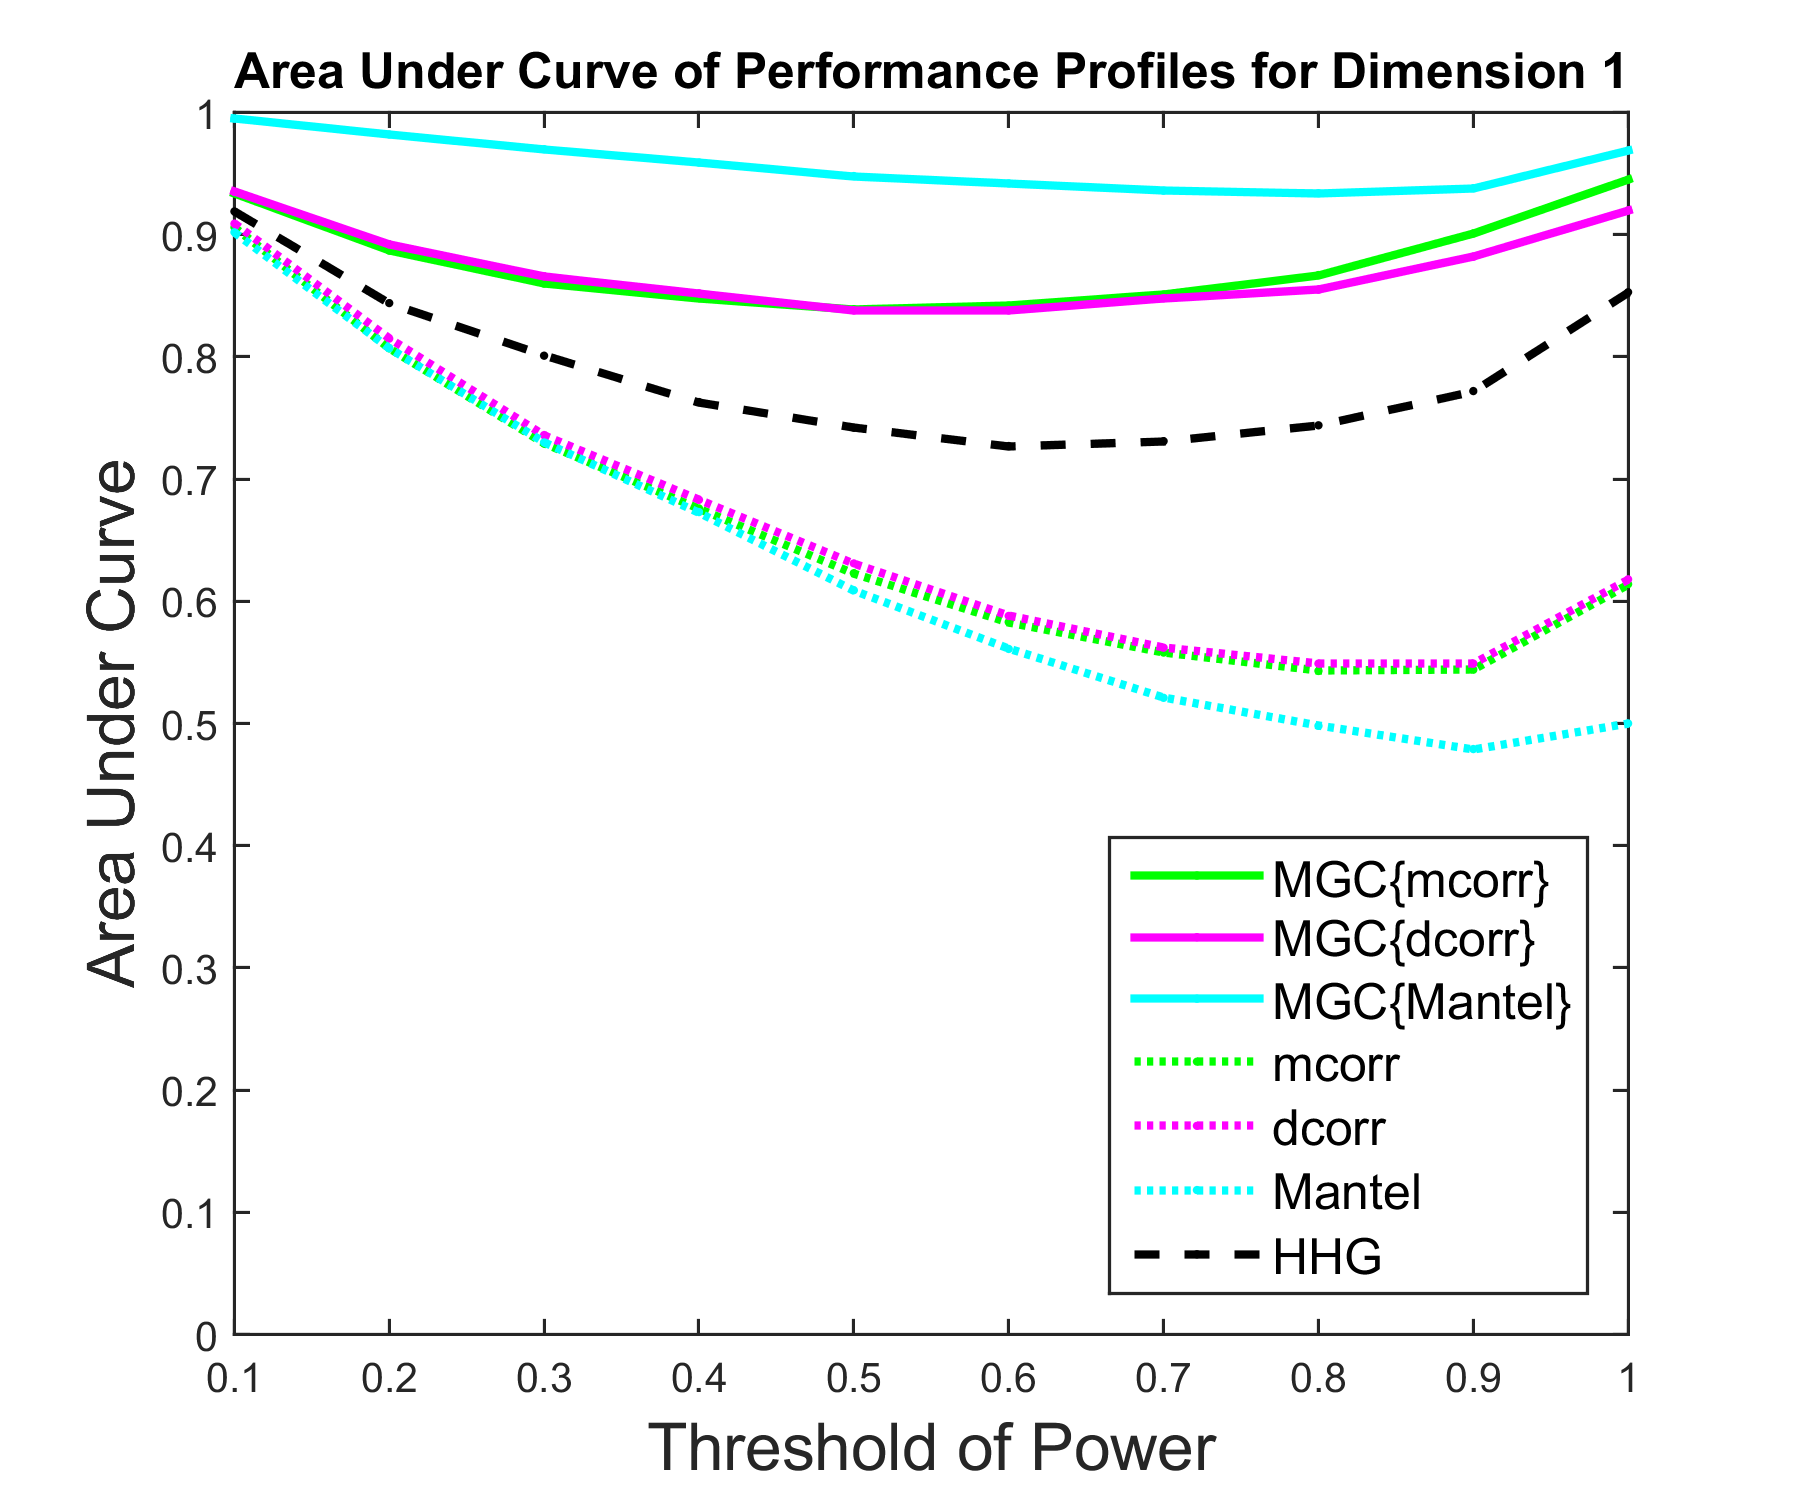 Area Under Curve of Performance Profiles for Dimension 1
1
0.9
0.8
0.7
0.6
0.5
0.4
0.3
0.2
0.1
0
Area Under Curve
MGC{mcorr}
MGC{dcorr}
MGC{Mantel}
mcorr
dcorr
Mantel
HHG
0.1 0.2 0.3 0.4 0.5 0.6 0.7 0.8 0.9 1
Threshold of Power